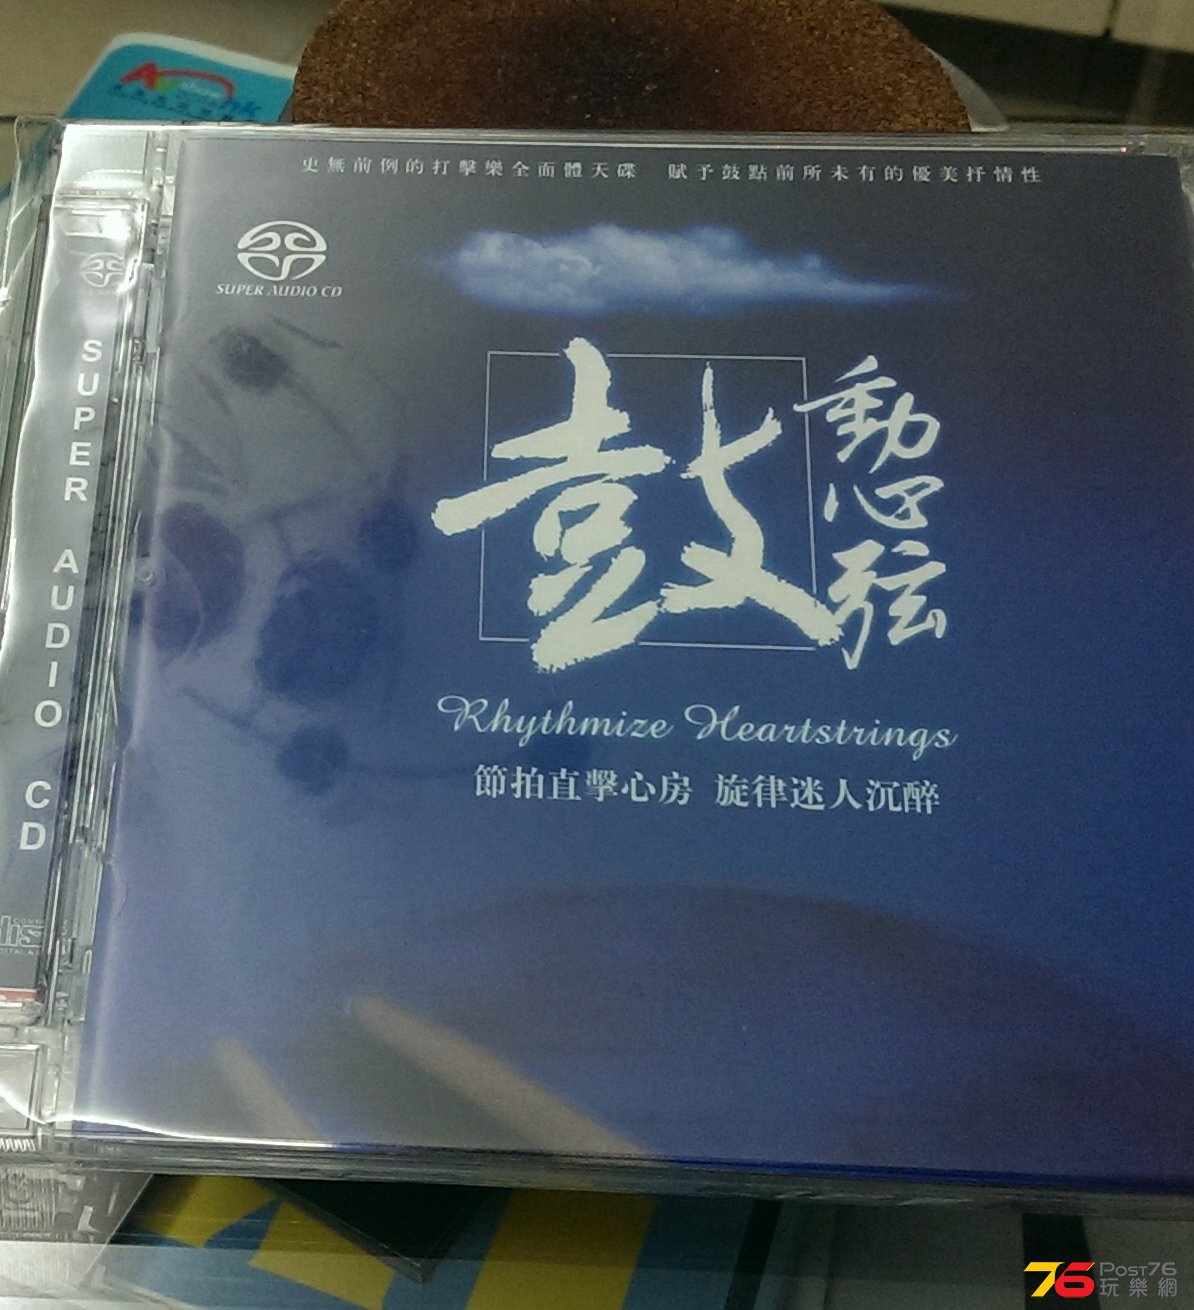 史無前例的打擊樂全面體天碟 賦予鼓點前所未有的優美抒情性
SUPER AUDIO CD
SUPER AUDIO CD
鼓
動心弦
Rhythmize Heartstrings
節拍直擊心房 旋律迷人沉醉
76 POST76
玩樂網